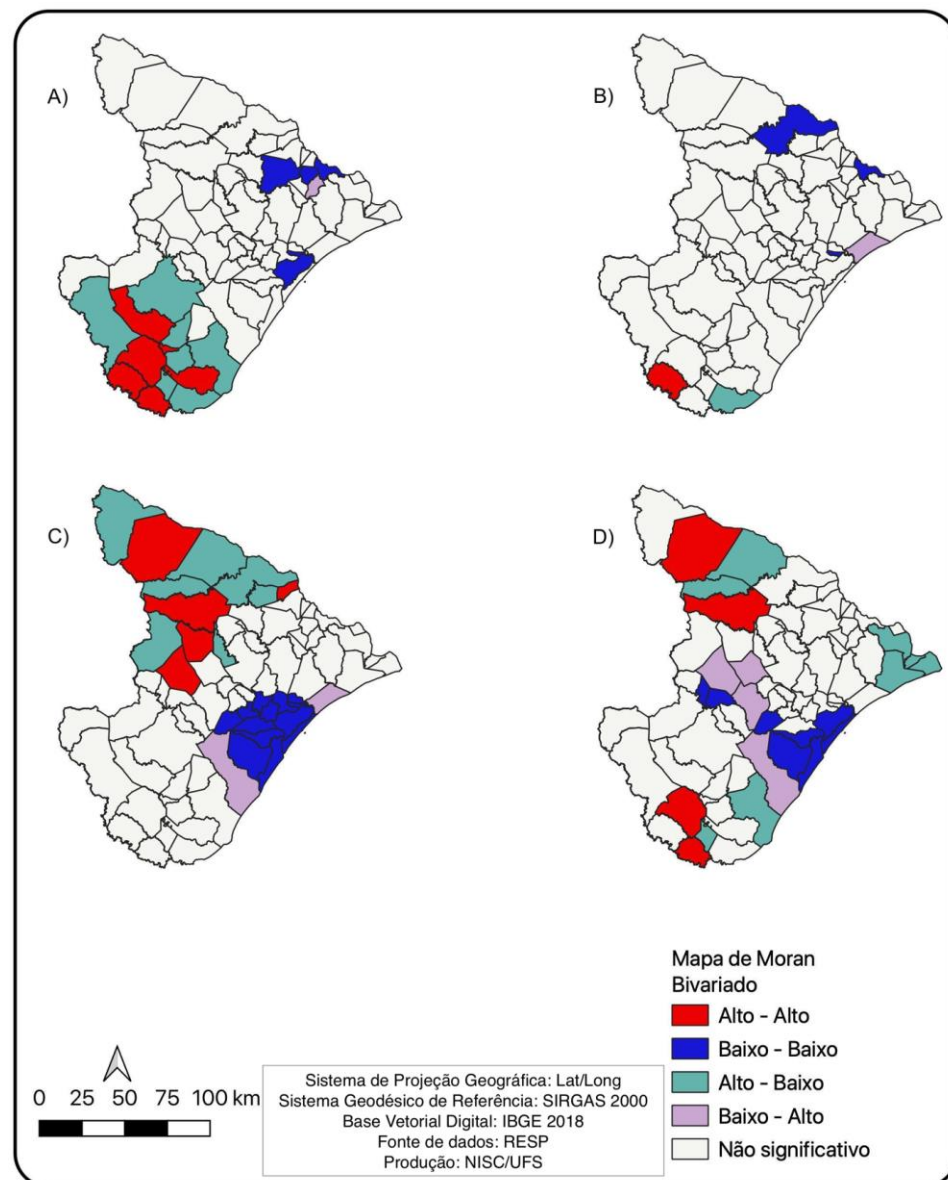 A)
B)
C)
D)
Mapa de Moran
Bivariado
Alto - Alto
Baixo - Baixo
Alto - Baixo
Baixo - Alto
Não significativo
0 25 50 75 100 km
Sistema de Projeção Geográfica: Lat/Long
Sistema Geodésico de Referência: SIRGAS 2000
Base Vetorial Digital: IBGE 2018
Fonte de dados: RESP
Produção: NISC/UFS